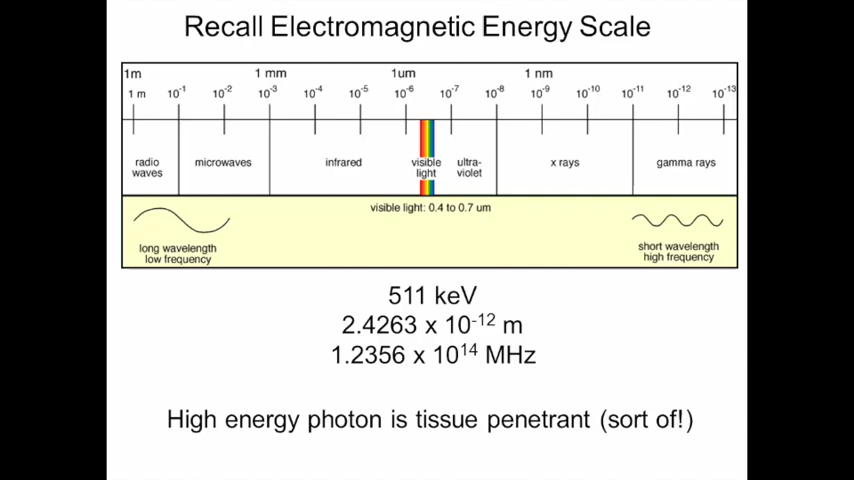 Recall Electromagnetic Energy Scale
1m 1 mm 1um 1 nm
1 m 10⁻¹ 10⁻² 10⁻³ 10⁻⁴ 10⁻⁵ 10⁻⁶ 10⁻⁷ 10⁻⁸ 10⁻⁹ 10⁻¹⁰ 10⁻¹¹ 10⁻¹² 10⁻¹³
radio waves
microwaves
infrared
visible light
ultra-violet
x rays
gamma rays
visible light: 0.4 to 0.7 um
long wavelength
low frequency
short wavelength
high frequency
511 keV
2.4263 x 10⁻¹² m
1.2356 x 10¹⁴ MHz
High energy photon is tissue penetrant (sort of!)